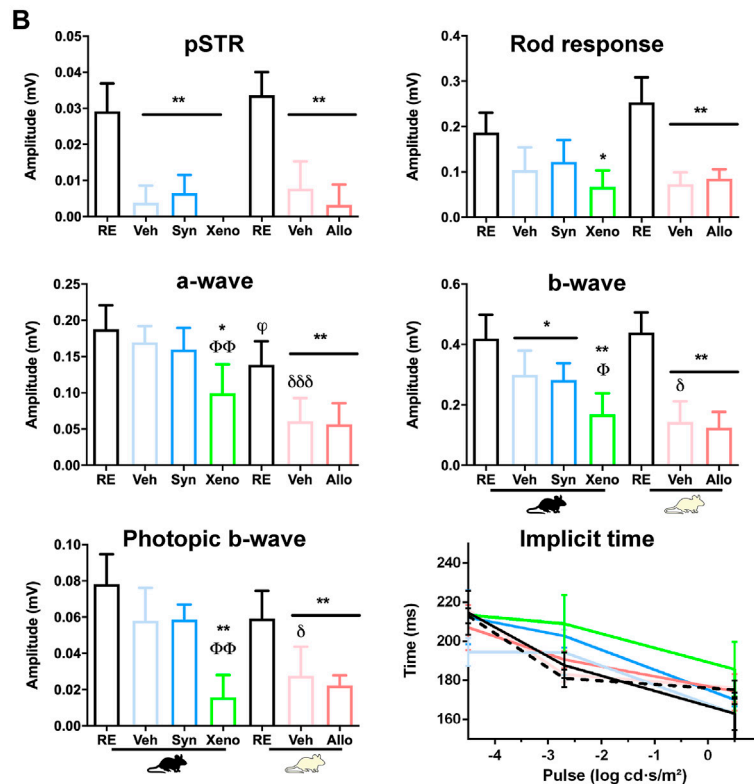 B
pSTR
Amplitude (mV)
0.05
0.04
0.03
0.02
0.01
0.00
** **
RE Veh Syn Xeno RE Veh Allo
Rod response
Amplitude (mV)
0.4
0.3
0.2
0.1
0.0
* **
RE Veh Syn Xeno RE Veh Allo
a-wave
Amplitude (mV)
0.25
0.20
0.15
0.10
0.05
0.00
*
ΦΦ
φ
δδδ
**
RE Veh Syn Xeno RE Veh Allo
b-wave
Amplitude (mV)
0.6
0.4
0.2
0.0
*
**
Φ
δ
**
RE Veh Syn Xeno RE Veh Allo
Photopic b-wave
Amplitude (mV)
0.10
0.08
0.06
0.04
0.02
0.00
**
ΦΦ
δ
**
RE Veh Syn Xeno RE Veh Allo
Implicit time
Time (ms)
220
200
180
160
-4 -3 -2 -1 0
Pulse (log cd·s/m²)